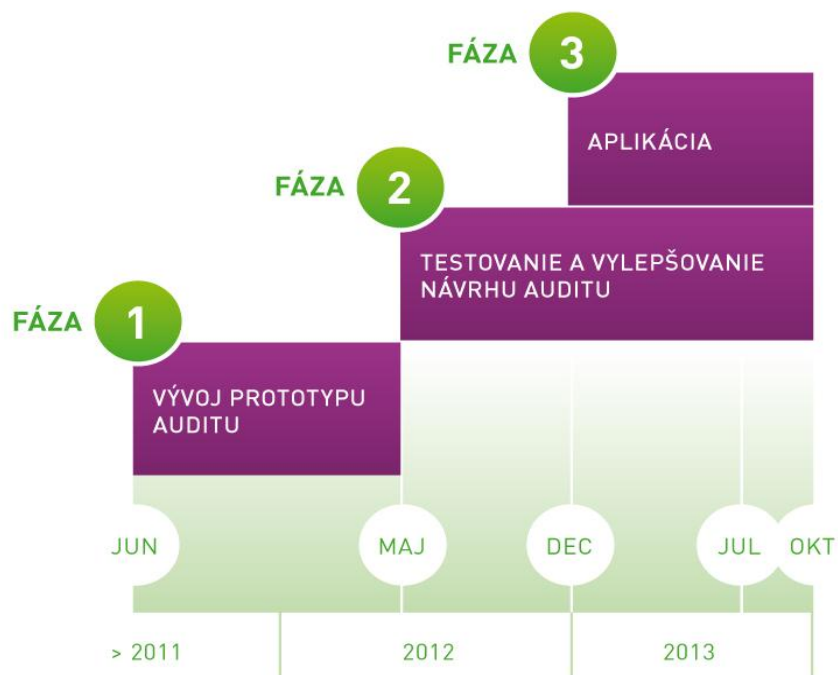 FÁZA 3
APLIKÁCIA
FÁZA 2
TESTOVANIE A VYLEPŠOVANIE
NÁVRHU AUDITU
FÁZA 1
VÝVOJ PROTOTYPU
AUDITU
JUN MAJ DEC JUL OKT
> 2011 2012 2013